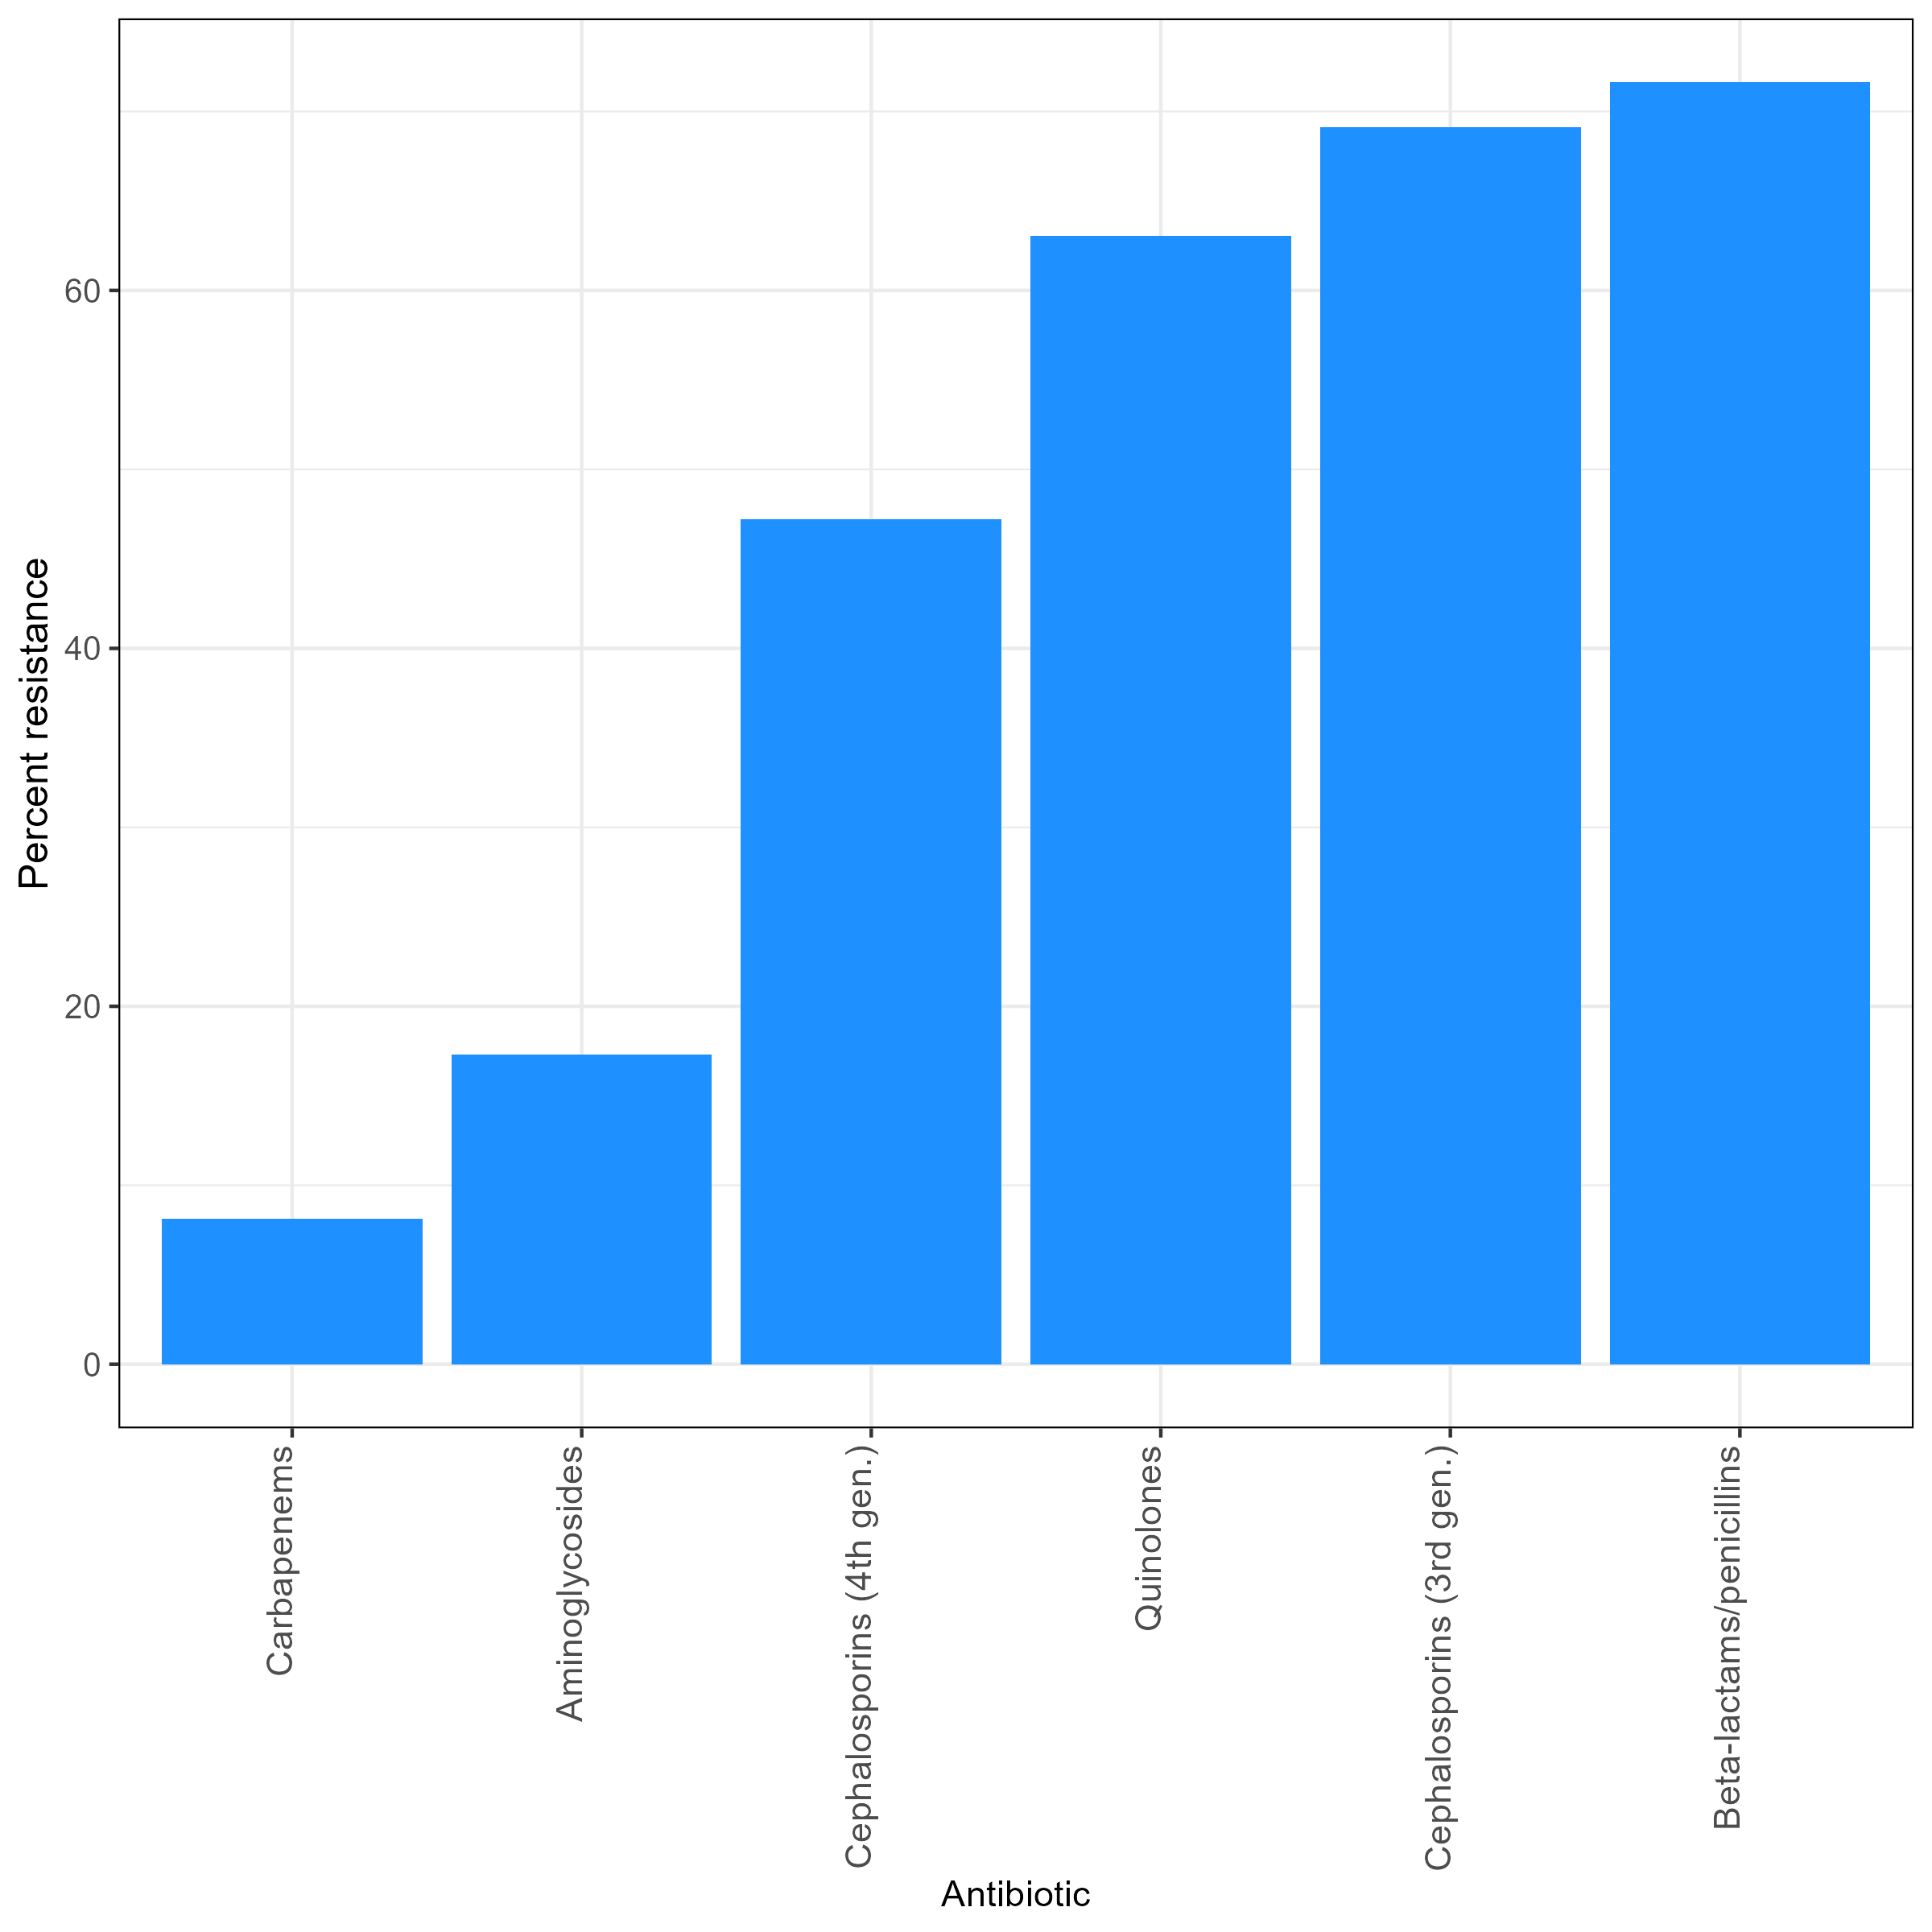 Percent resistance
60
40
20
0
Carbapenems
Aminoglycosides
Cephalosporins (4th gen.)
Quinolones
Cephalosporins (3rd gen.)
Beta-lactams/penicillins
Antibiotic